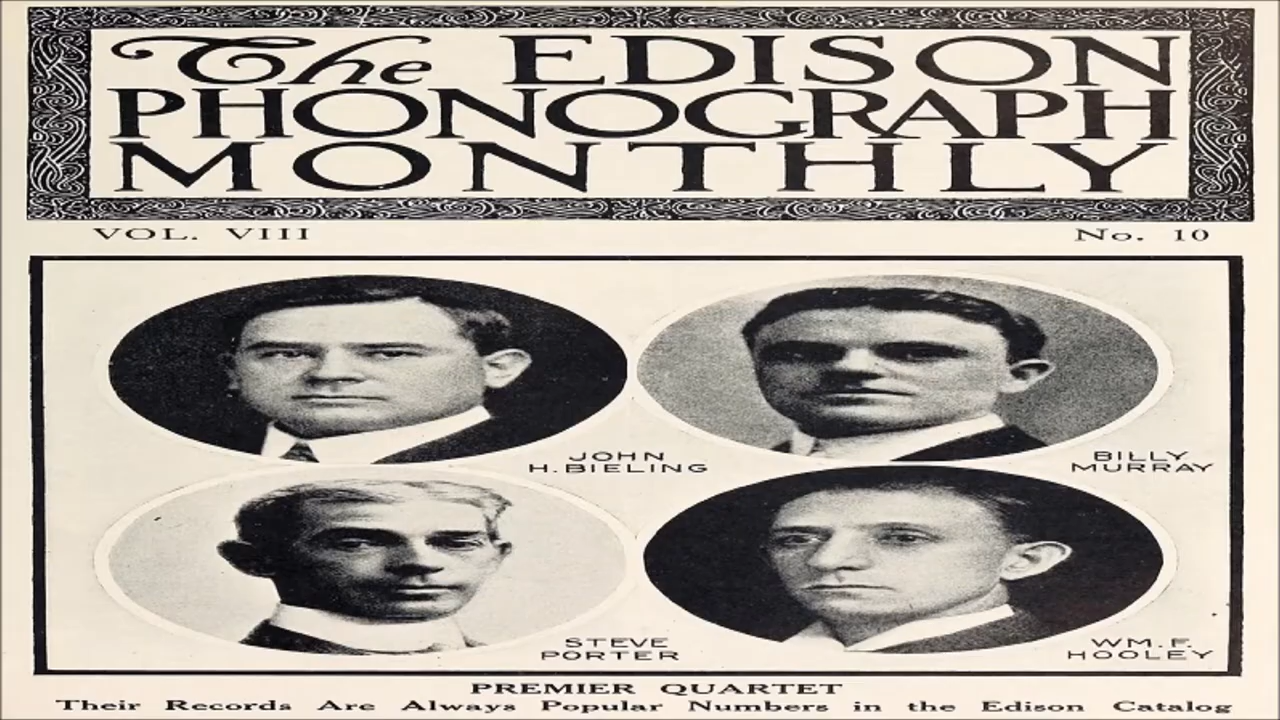 The EDISON
PHONOGRAPH
MONTHLY
VOL. VIII
No. 10
JOHN
H. BIELING
BILLY
MURRAY
STEVE
PORTER
WM. F.
HOOLEY
PREMIER QUARTET
Their Records Are Always Popular Numbers in the Edison Catalog